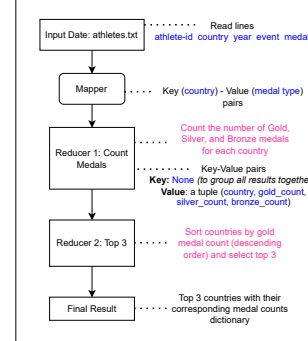 Input Date: athletes.txt
Read lines
athlete-id country year event medal
Mapper
Key (country) - Value (medal type)
pairs
Reducer 1: Count
Medals
Count the number of Gold,
Silver, and Bronze medals
for each country
Key-Value pairs
Key: None (to group all results togethe
Value: a tuple (country, gold_count,
silver_count, bronze_count)
Reducer 2: Top 3
Sort countries by gold
medal count (descending
order) and select top 3
Final Result
Top 3 countries with their
corresponding medal counts
dictionary